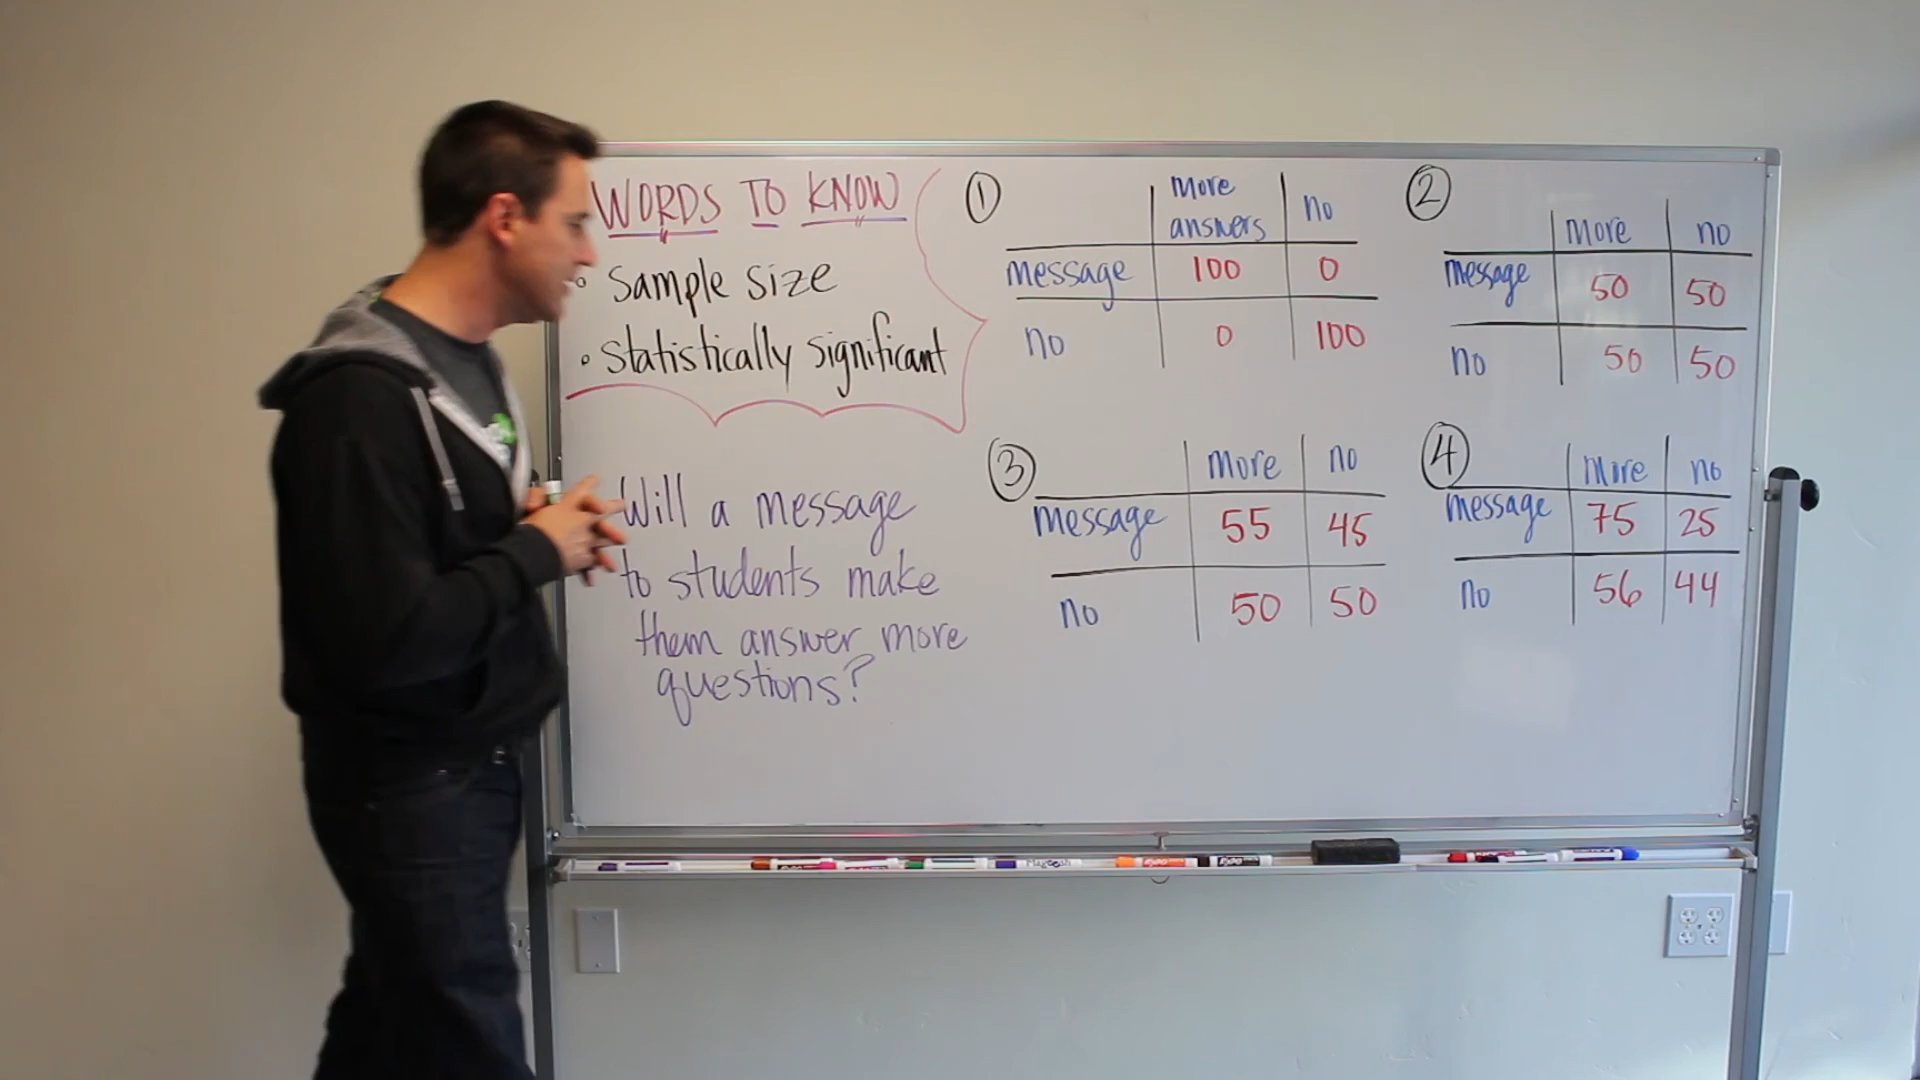 WORDS TO KNOW
° sample size
° statistically significant
Will a message
to students make
them answer more
questions?
①
more
answers no
message 100 0
no 0 100
②
more no
message 50 50
no 50 50
③
more no
message 55 45
no 50 50
④
more no
message 75 25
no 56 44